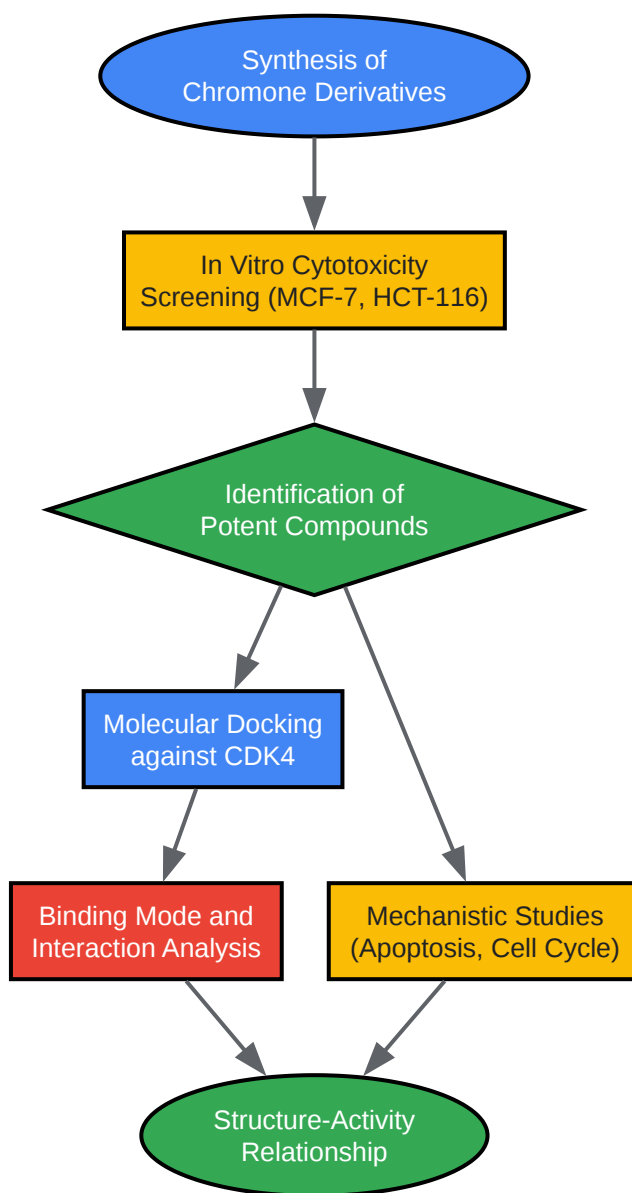 Synthesis of
Chromone Derivatives
In Vitro Cytotoxicity
Screening (MCF-7, HCT-116)
Identification of
Potent Compounds
Molecular Docking
against CDK4
Binding Mode and
Interaction Analysis
Mechanistic Studies
(Apoptosis, Cell Cycle)
Structure-Activity
Relationship